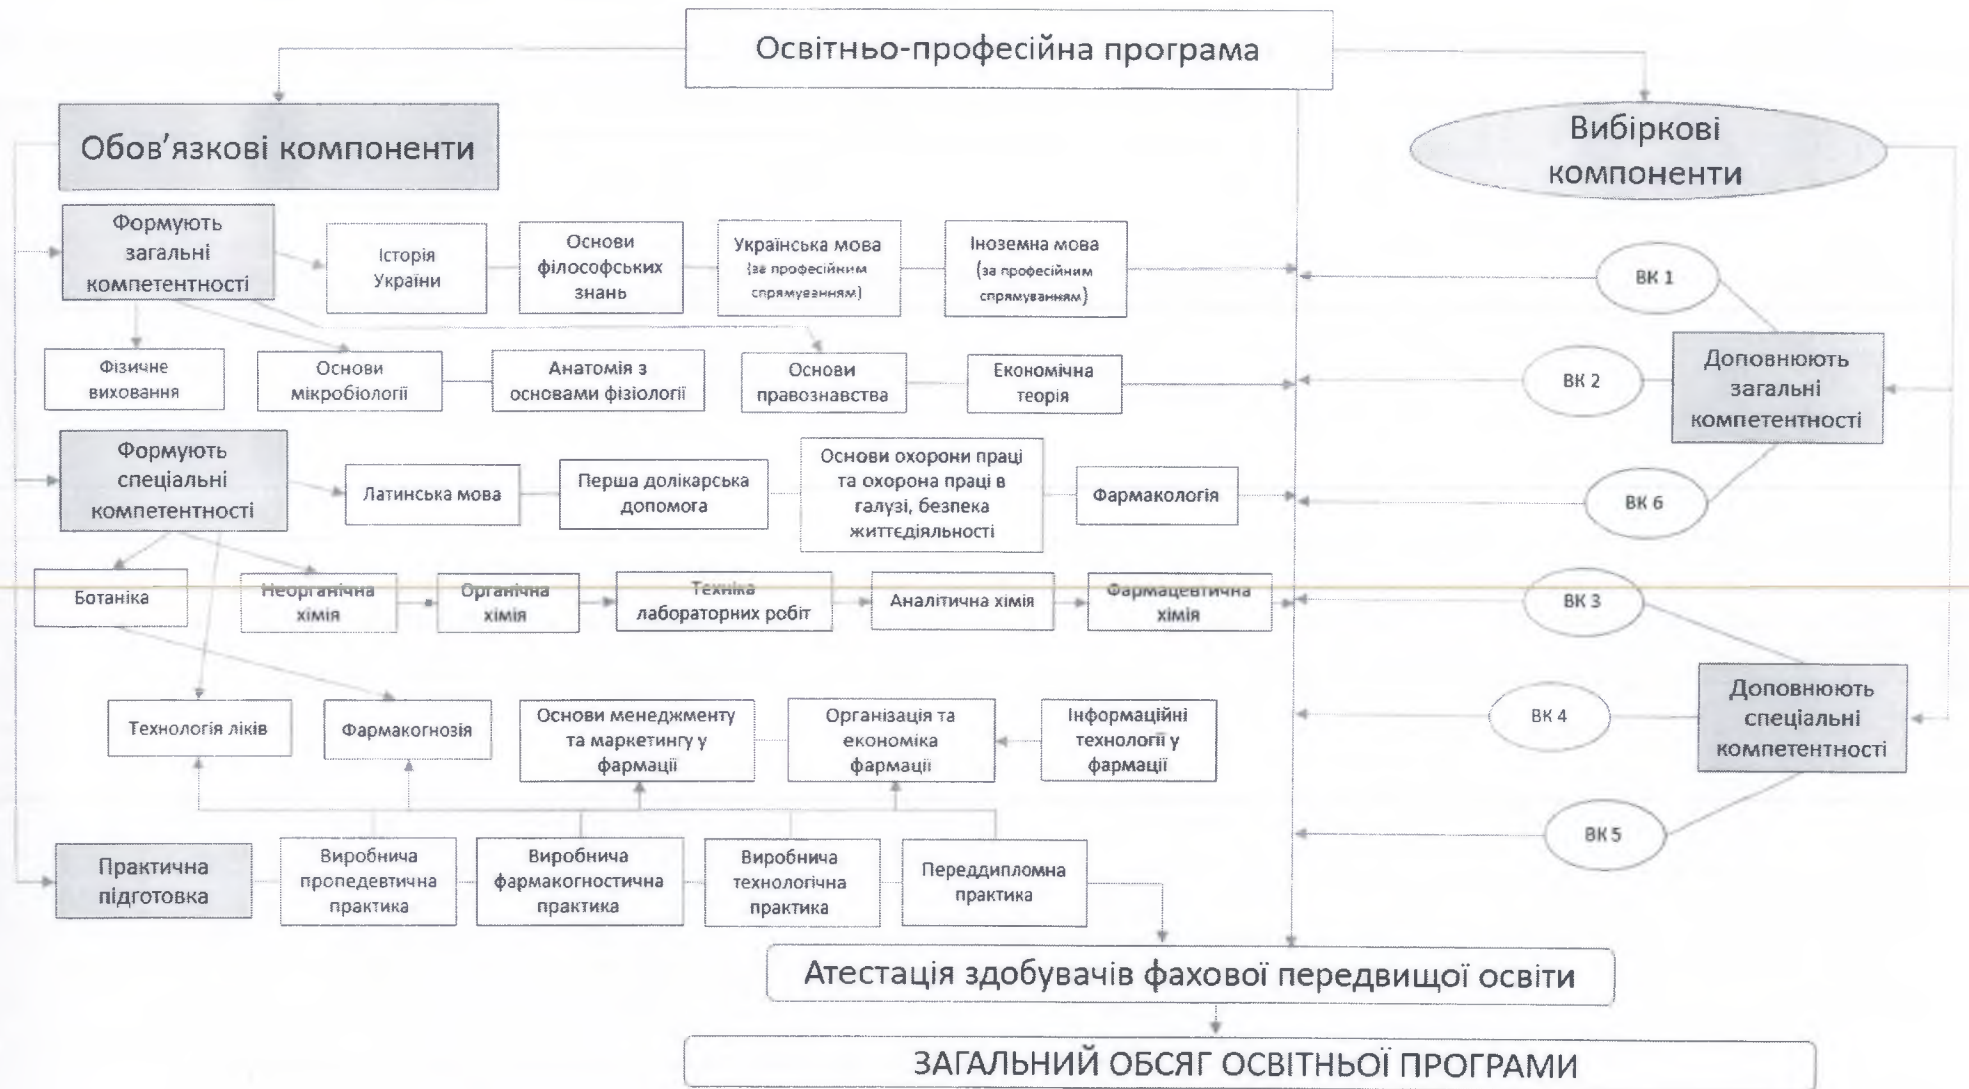 Освітньо-професійна програма
Обов’язкові компоненти
Вибіркові
компоненти
Формують
загальні
компетентності
Історія
України
Основи
філософських
знань
Українська мова
(за професійним
спрямуванням)
Іноземна мова
(за професійним
спрямуванням)
ВК 1
Фізичне
виховання
Основи
мікробіології
Анатомія з
основами фізіології
Основи
правознавства
Економічна
теорія
ВК 2
Доповнюють
загальні
компетентності
Формують
спеціальні
компетентності
Латинська мова
Перша долікарська
допомога
Основи охорони праці
та охорона праці в
галузі, безпека
життєдіяльності
Фармакологія
ВК 6
Ботаніка
Неорганічна
хімія
Органічна
хімія
Техніка
лабораторних робіт
Аналітична хімія
Фармацевтична
хімія
ВК 3
Технологія ліків
Фармакогнозія
Основи менеджменту
та маркетингу у
фармації
Організація та
економіка
фармації
Інформаційні
технології у
фармації
ВК 4
Доповнюють
спеціальні
компетентності
ВК 5
Практична
підготовка
Виробнича
пропедевтична
практика
Виробнича
фармакогностична
практика
Виробнича
технологічна
практика
Переддипломна
практика
Атестація здобувачів фахової передвищої освіти
ЗАГАЛЬНИЙ ОБСЯГ ОСВІТНЬОЇ ПРОГРАМИ